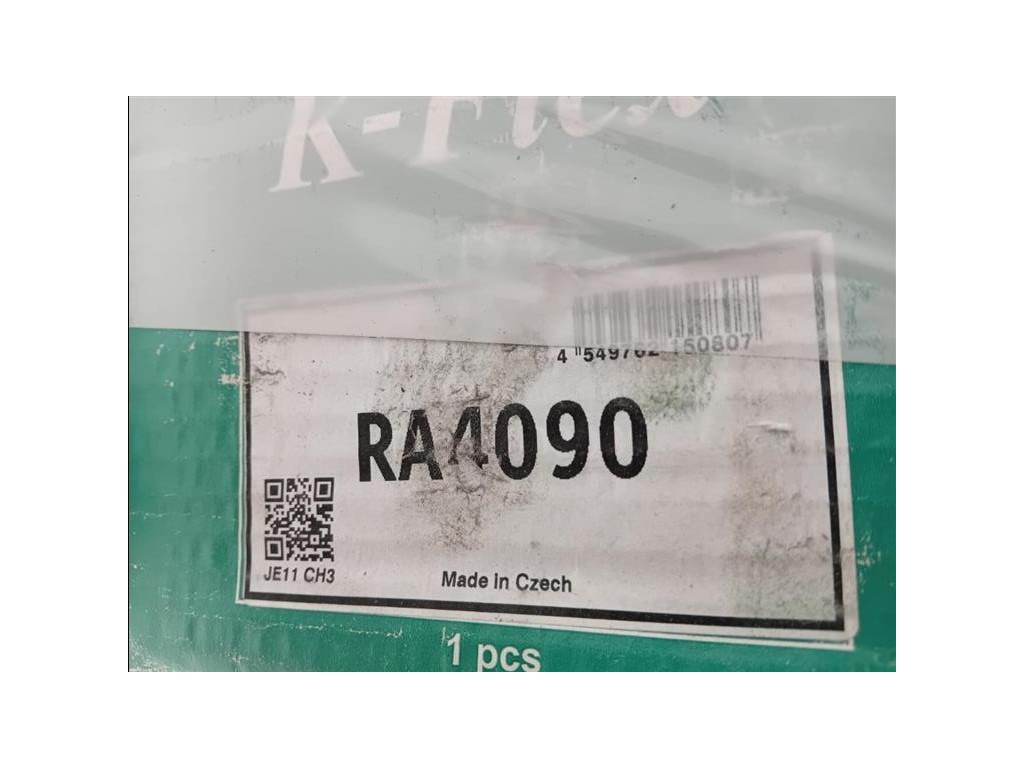 K-Flex
4 549762 150807
RA4090
JE11 CH3
Made in Czech
1 pcs